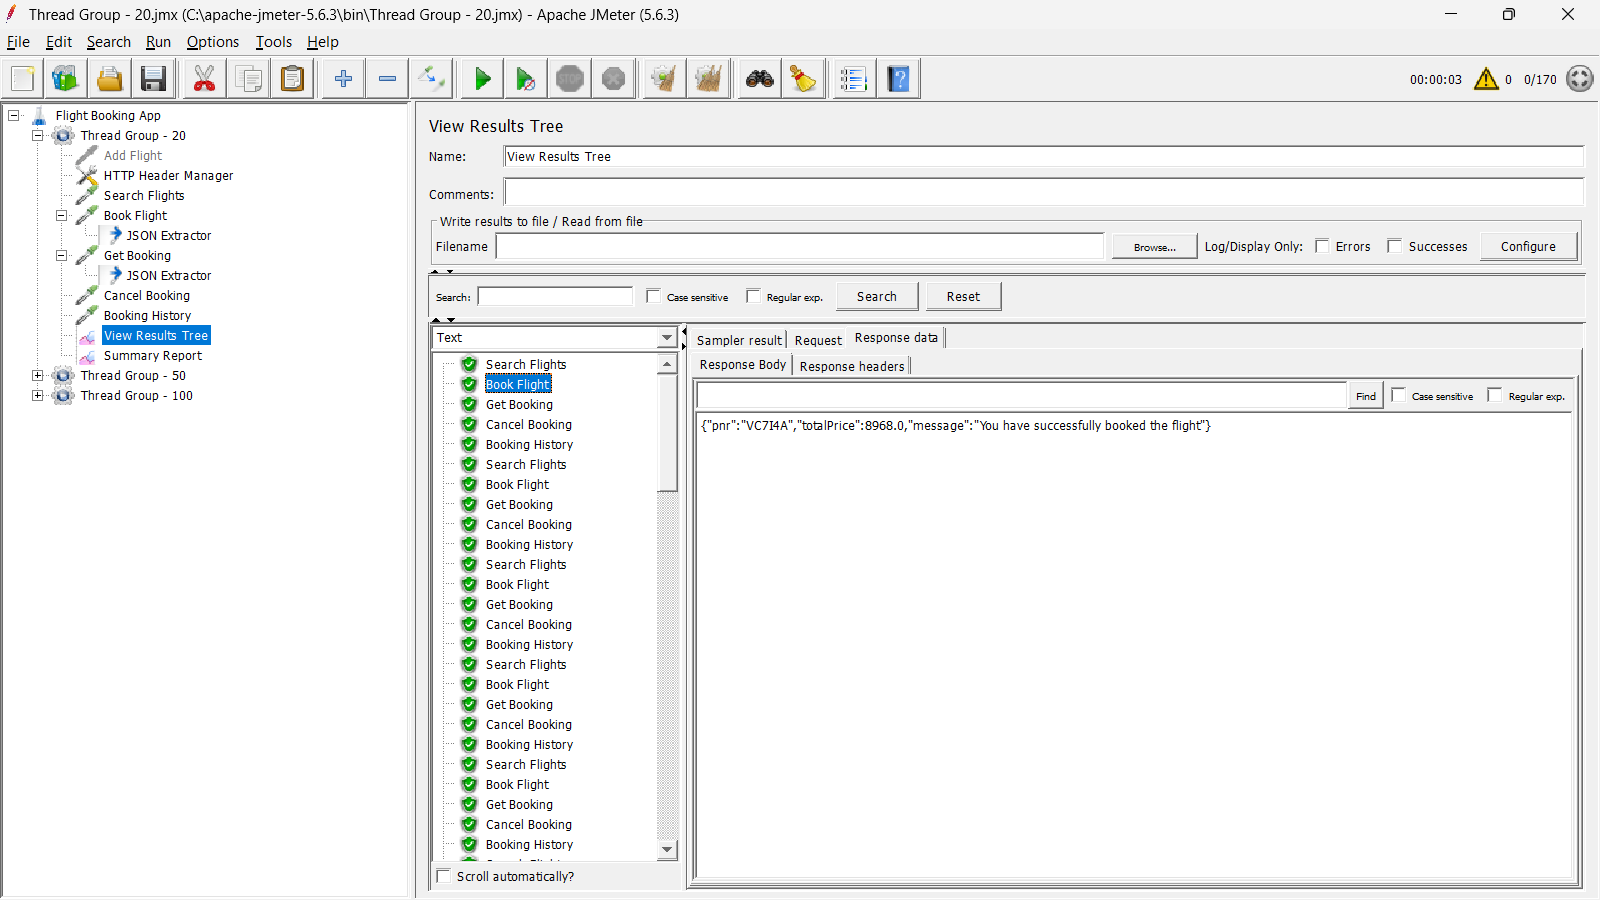 Thread Group - 20.jmx (C:\apache-jmeter-5.6.3\bin\Thread Group - 20.jmx) - Apache JMeter (5.6.3)
File Edit Search Run Options Tools Help
STOP
00:00:03 0 0/170
Flight Booking App
Thread Group - 20
Add Flight
HTTP Header Manager
Search Flights
Book Flight
JSON Extractor
Get Booking
JSON Extractor
Cancel Booking
Booking History
View Results Tree
Summary Report
Thread Group - 50
Thread Group - 100
View Results Tree
Name: View Results Tree
Comments:
Write results to file / Read from file
Filename Browse... Log/Display Only: Errors Successes Configure
Search: Case sensitive Regular exp. Search Reset
Text
Search Flights
Book Flight
Get Booking
Cancel Booking
Booking History
Search Flights
Book Flight
Get Booking
Cancel Booking
Booking History
Search Flights
Book Flight
Get Booking
Cancel Booking
Booking History
Search Flights
Book Flight
Get Booking
Cancel Booking
Booking History
Search Flights
Book Flight
Get Booking
Cancel Booking
Booking History
Scroll automatically?
Sampler result Request Response data
Response Body Response headers
Find Case sensitive Regular exp.
{"pnr":"VC7I4A","totalPrice":8968.0,"message":"You have successfully booked the flight"}